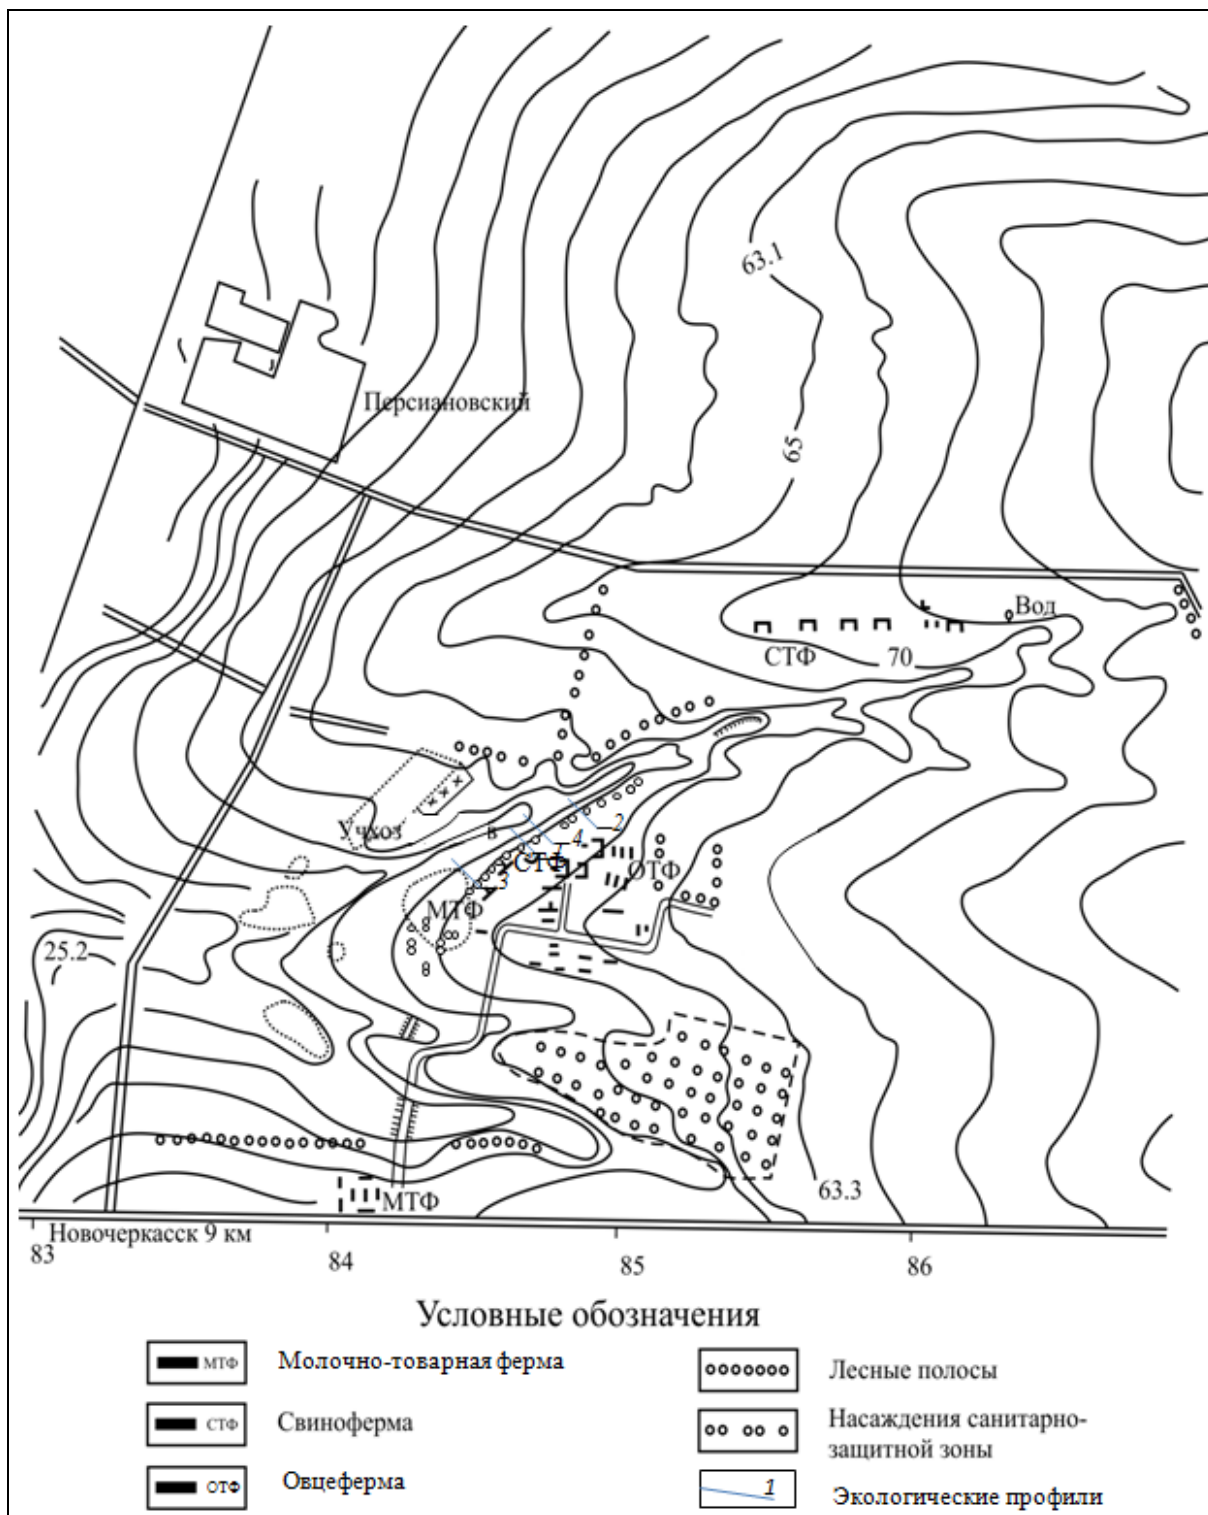 63.1
Персиановский
65
Вод
СТФ
70
2
Учхоз
в
1
4
СТФ
ОТФ
3
МТФ
25.2
63.3
МТФ
Новочеркасск 9 км
83
84
85
86
Условные обозначения
МТФ
Молочно-товарная ферма
СТФ
Свиноферма
ОТФ
Овцеферма
Лесные полосы
Насаждения санитарно-
защитной зоны
1
Экологические профили